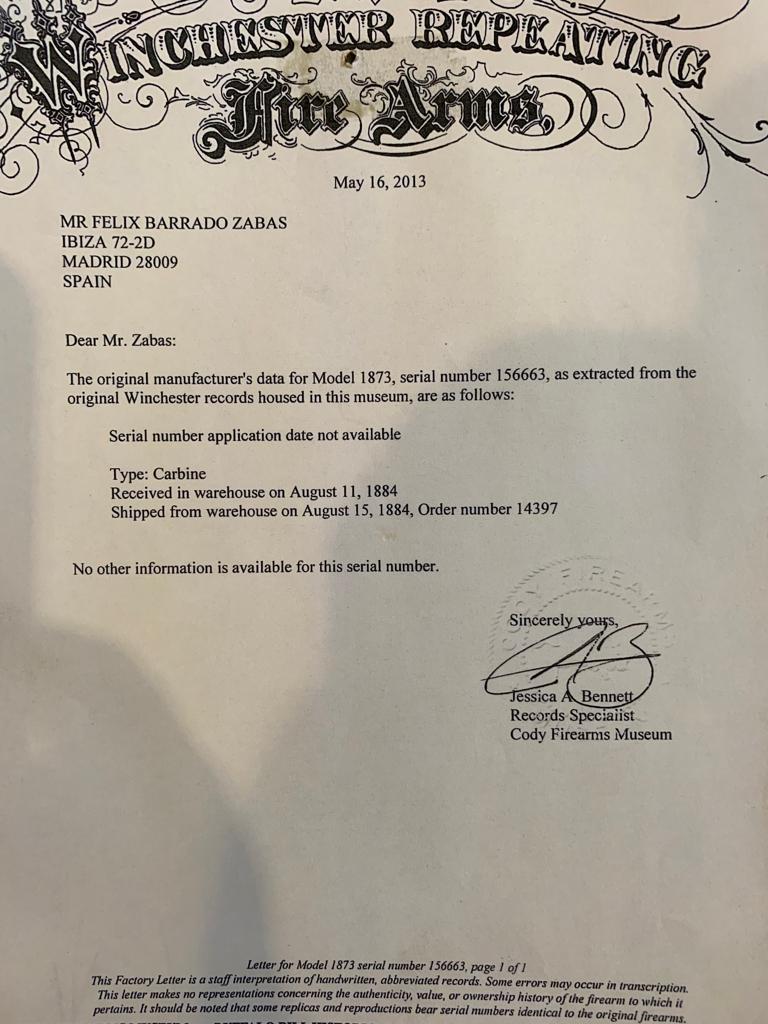 WINCHESTER REPEATING
Fire Arms,
May 16, 2013
MR FELIX BARRADO ZABAS
IBIZA 72-2D
MADRID 28009
SPAIN
Dear Mr. Zabas:
The original manufacturer's data for Model 1873, serial number 156663, as extracted from the
original Winchester records housed in this museum, are as follows:
Serial number application date not available
Type: Carbine
Received in warehouse on August 11, 1884
Shipped from warehouse on August 15, 1884, Order number 14397
No other information is available for this serial number.
Sincerely yours,
Jessica A. Bennett
Records Specialist
Cody Firearms Museum
Letter for Model 1873 serial number 156663, page 1 of 1
This Factory Letter is a staff interpretation of handwritten, abbreviated records. Some errors may occur in transcription.
This letter makes no representations concerning the authenticity, value, or ownership history of the firearm to which it
pertains. It should be noted that some replicas and reproductions bear serial numbers identical to the original firearms.